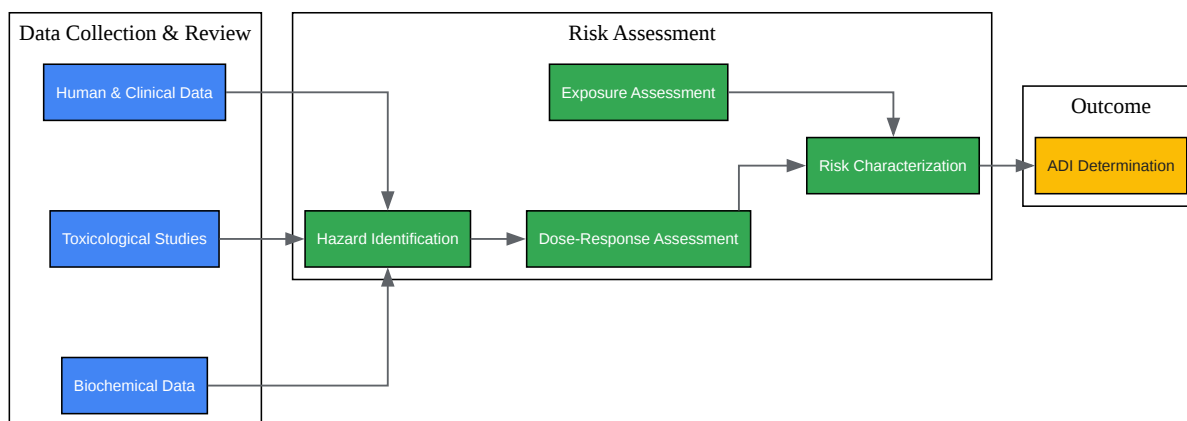 Data Collection & Review
Human & Clinical Data
Toxicological Studies
Biochemical Data
Risk Assessment
Exposure Assessment
Risk Characterization
Hazard Identification
Dose-Response Assessment
Outcome
ADI Determination